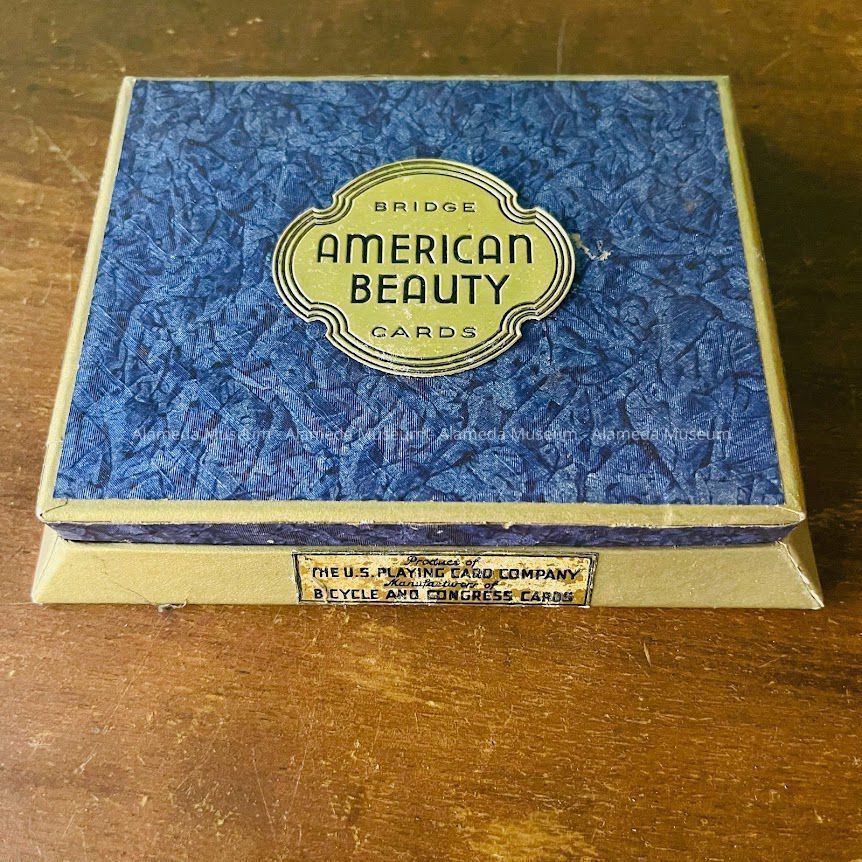 BRIDGE
AMERICAN
BEAUTY
CARDS
Alameda Museum - Alameda Museum - Alameda Museum - Alameda Museum
Product of
THE U.S. PLAYING CARD COMPANY
Manufacturers of
BICYCLE AND CONGRESS CARDS